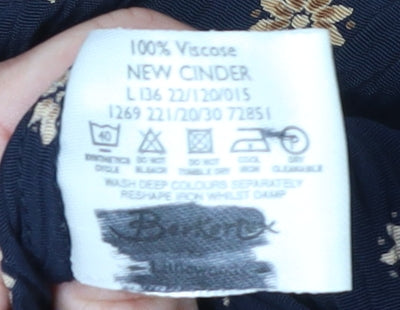 100% Viscose
NEW CINDER
L 136 22/120/015
1269 221/20/30 72851
40
SYNTHETICS DO NOT DO NOT COOL DRY
CYCLE BLEACH TUMBLE DRY IRON CLEANABLE
WASH DEEP COLOURS SEPARATELY
RESHAPE IRON WHILST DAMP
Berkertex